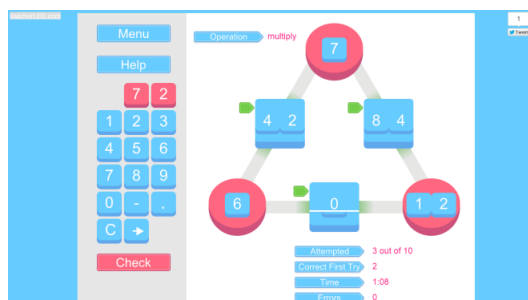 Menu
Operation multiply
7
Help
7 2
4 2
8 4
1 2 3
4 5 6
7 8 9
6
0
1 2
0 - .
C
Attempted 3 out of 10
Correct First Try 2
Check
Time 1:08
Errors 0
1
Tweet